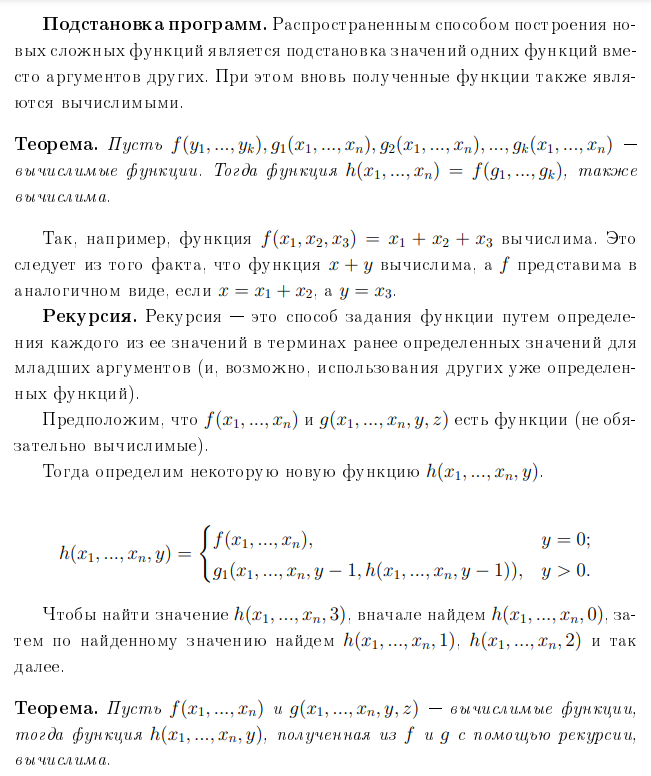 Подстановка программ. Распространенным способом построения но-
вых сложных функций является подстановка значений одних функций вме-
сто аргументов других. При этом вновь полученные функции также явля-
ются вычислимыми.
Теорема. Пусть f(y₁, ..., yₖ), g₁(x₁, ..., xₙ), g₂(x₁, ..., xₙ), ..., gₖ(x₁, ..., xₙ) —
вычислимые функции. Тогда функция h(x₁, ..., xₙ) = f(g₁, ..., gₖ), также
вычислима.
Так, например, функция f(x₁, x₂, x₃) = x₁ + x₂ + x₃ вычислима. Это
следует из того факта, что функция x + y вычислима, а f представима в
аналогичном виде, если x = x₁ + x₂, а y = x₃.
Рекурсия. Рекурсия — это способ задания функции путем определе-
ния каждого из ее значений в терминах ранее определенных значений для
младших аргументов (и, возможно, использования других уже определен-
ных функций).
Предположим, что f(x₁, ..., xₙ) и g(x₁, ..., xₙ, y, z) есть функции (не обя-
зательно вычислимые).
Тогда определим некоторую новую функцию h(x₁, ..., xₙ, y).
h(x₁, ..., xₙ, y) = { f(x₁, ..., xₙ), y = 0;
g₁(x₁, ..., xₙ, y − 1, h(x₁, ..., xₙ, y − 1)), y > 0.
Чтобы найти значение h(x₁, ..., xₙ, 3), вначале найдем h(x₁, ..., xₙ, 0), за-
тем по найденному значению найдем h(x₁, ..., xₙ, 1), h(x₁, ..., xₙ, 2) и так
далее.
Теорема. Пусть f(x₁, ..., xₙ) и g(x₁, ..., xₙ, y, z) — вычислимые функции,
тогда функция h(x₁, ..., xₙ, y), полученная из f и g с помощью рекурсии,
вычислима.